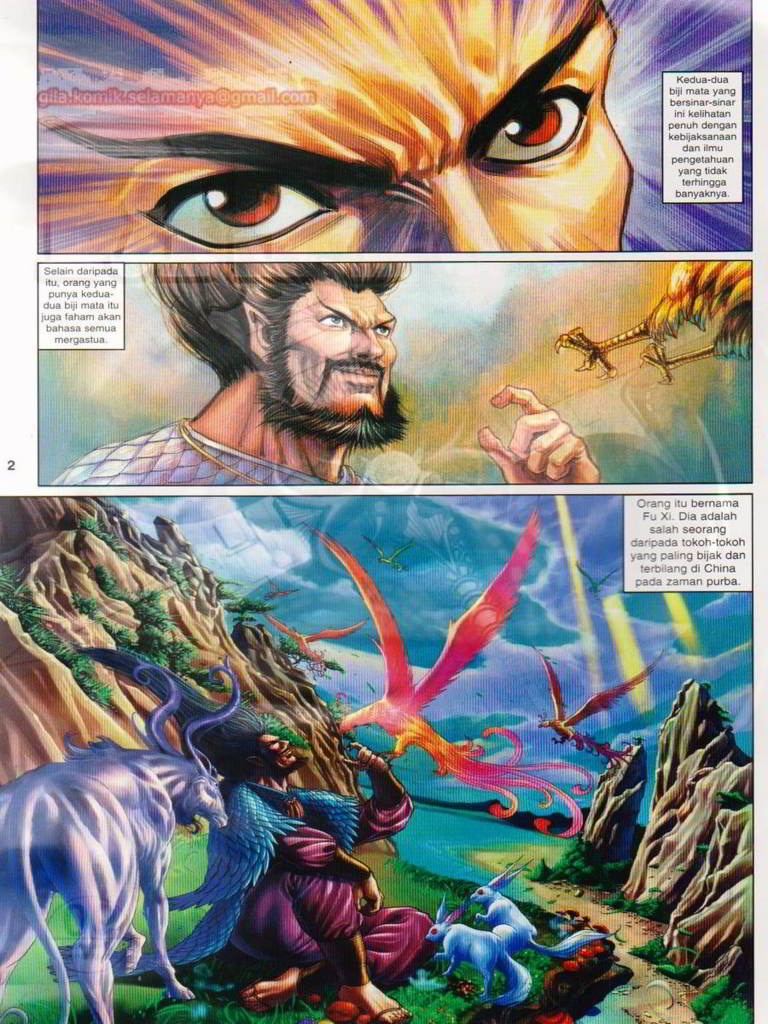 gila.komik.selamanya@gmail.com
Kedua-dua
biji mata yang
bersinar-sinar
ini kelihatan
penuh dengan
kebijaksanaan
dan ilmu
pengetahuan
yang tidak
terhingga
banyaknya.
Selain daripada
itu, orang yang
punya kedua-
dua biji mata itu
juga faham akan
bahasa semua
mergastua.
2
Orang itu bernama
Fu Xi. Dia adalah
salah seorang
daripada tokoh-tokoh
yang paling bijak dan
terbilang di China
pada zaman purba.